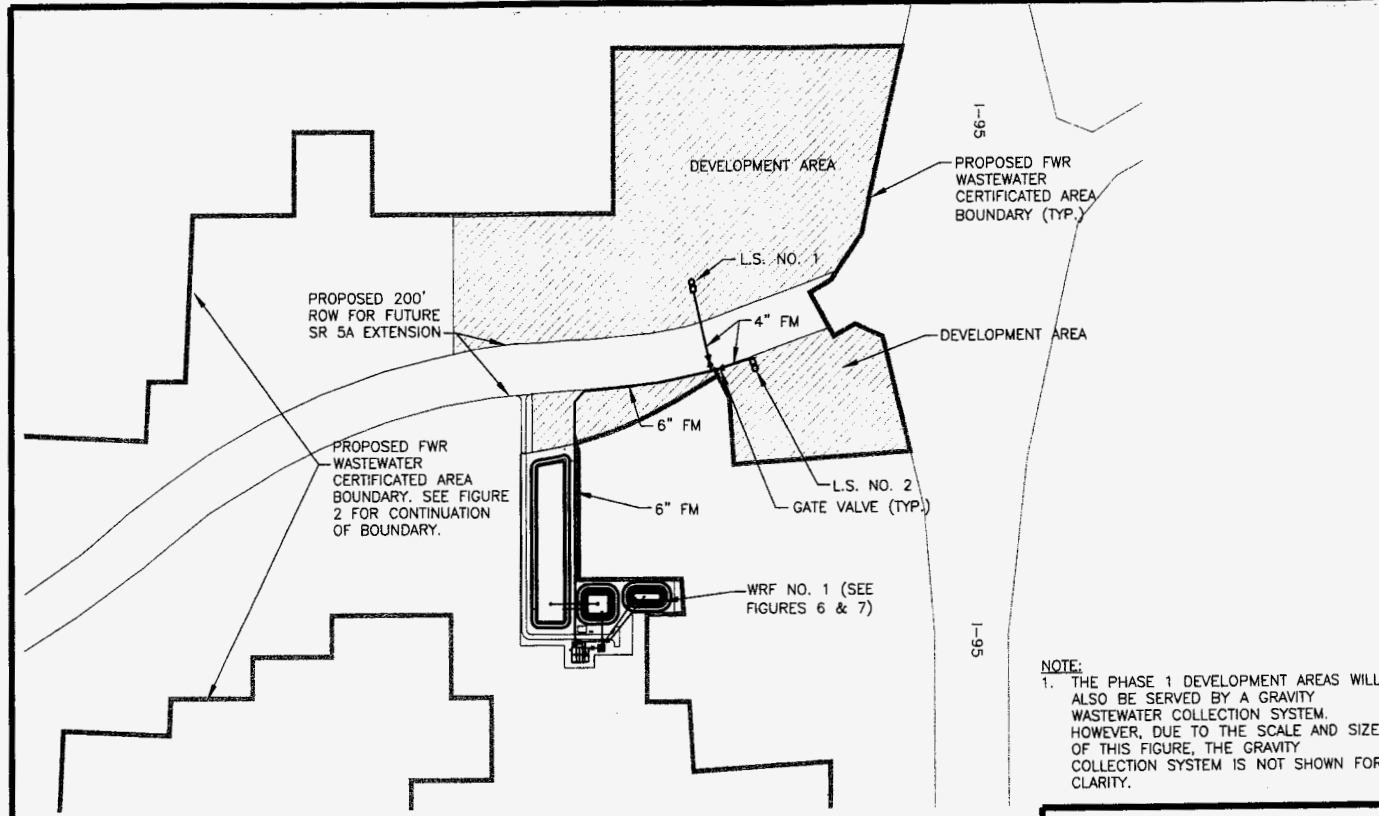 I-95
DEVELOPMENT AREA
PROPOSED FWR
WASTEWATER
CERTIFICATED AREA
BOUNDARY (TYP.)
L.S. NO. 1
PROPOSED 200'
ROW FOR FUTURE
SR 5A EXTENSION
4" FM
DEVELOPMENT AREA
6" FM
PROPOSED FWR
WASTEWATER
CERTIFICATED AREA
BOUNDARY. SEE FIGURE
2 FOR CONTINUATION
OF BOUNDARY.
L.S. NO. 2
GATE VALVE (TYP.)
6" FM
WRF NO. 1 (SEE
FIGURES 6 & 7)
I-95
NOTE:
1. THE PHASE 1 DEVELOPMENT AREAS WILL
ALSO BE SERVED BY A GRAVITY
WASTEWATER COLLECTION SYSTEM.
HOWEVER, DUE TO THE SCALE AND SIZE
OF THIS FIGURE, THE GRAVITY
COLLECTION SYSTEM IS NOT SHOWN FOR
CLARITY.